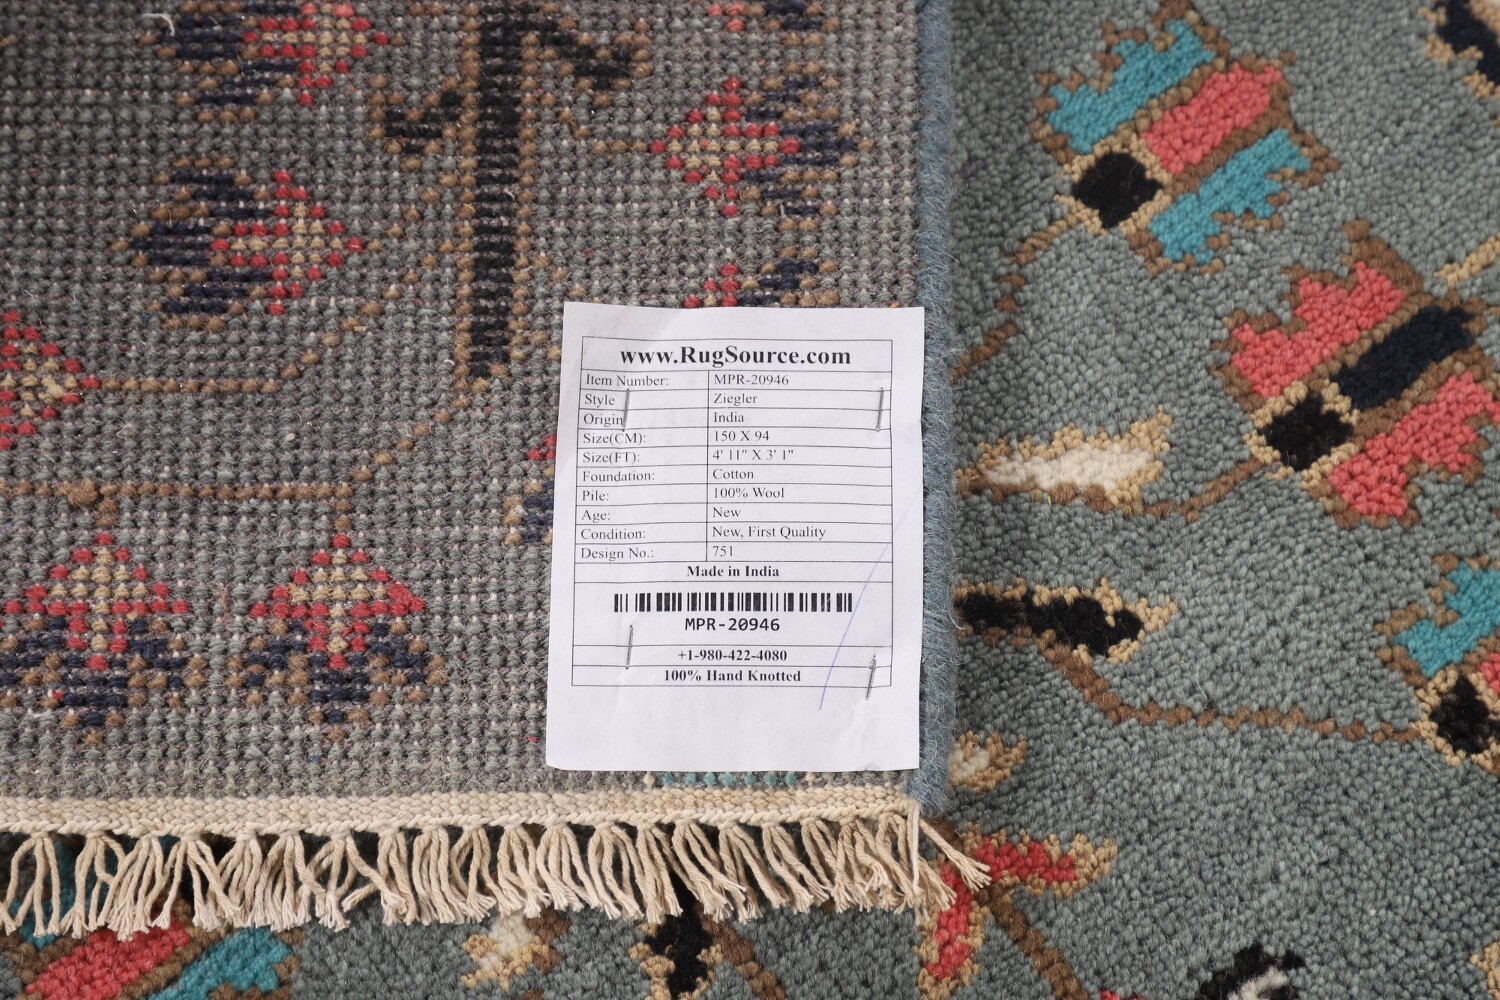 www.RugSource.com
Item Number: MPR-20946
Style Ziegler
Origin India
Size(CM): 150 X 94
Size(FT): 4' 11" X 3' 1"
Foundation: Cotton
Pile: 100% Wool
Age: New
Condition: New, First Quality
Design No.: 751
Made in India
MPR-20946
+1-980-422-4080
100% Hand Knotted